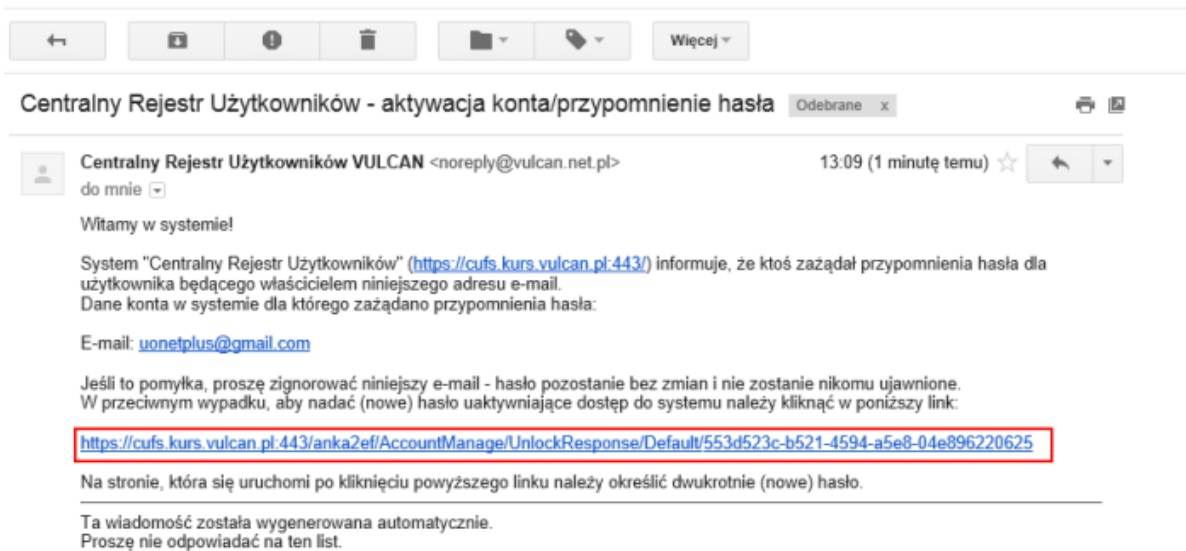 Więcej
Centralny Rejestr Użytkowników - aktywacja konta/przypomnienie hasła Odebrane x
Centralny Rejestr Użytkowników VULCAN <noreply@vulcan.net.pl> 13:09 (1 minutę temu)
do mnie
Witamy w systemie!
System "Centralny Rejestr Użytkowników" (https://cufs.kurs.vulcan.pl:443/) informuje, że ktoś zażądał przypomnienia hasła dla
użytkownika będącego właścicielem niniejszego adresu e-mail.
Dane konta w systemie dla którego zażądano przypomnienia hasła:
E-mail: uonetplus@gmail.com
Jeśli to pomyłka, proszę zignorować niniejszy e-mail - hasło pozostanie bez zmian i nie zostanie nikomu ujawnione.
W przeciwnym wypadku, aby nadać (nowe) hasło uaktywniające dostęp do systemu należy kliknąć w poniższy link:
https://cufs.kurs.vulcan.pl:443/anka2ef/AccountManage/UnlockResponse/Default/553d523c-b521-4594-a5e8-04e896220625
Na stronie, która się uruchomi po kliknięciu powyższego linku należy określić dwukrotnie (nowe) hasło.
Ta wiadomość została wygenerowana automatycznie.
Proszę nie odpowiadać na ten list.